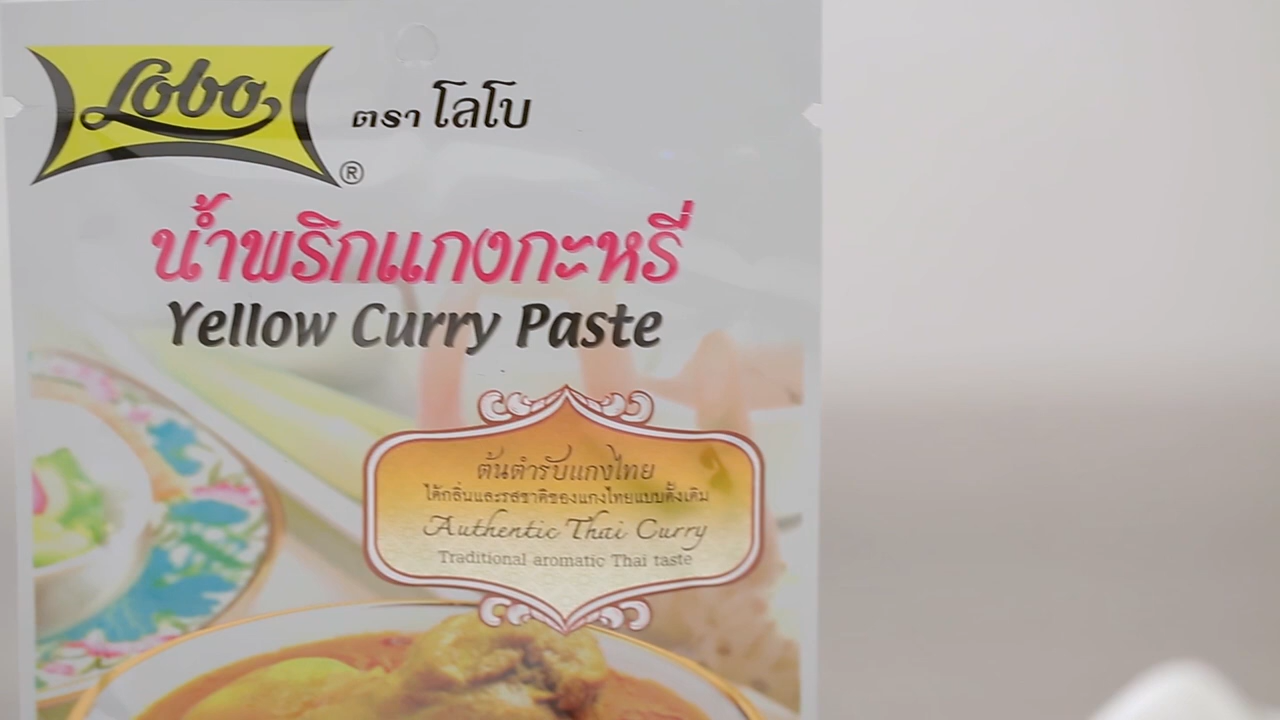 Lobo
ตรา โลโบ
®
น้ำพริกแกงกะหรี่
Yellow Curry Paste
ต้นตำรับแกงไทย
ได้กลิ่นและรสชาติของแกงไทยแบบดั้งเดิม
Authentic Thai Curry
Traditional aromatic Thai taste